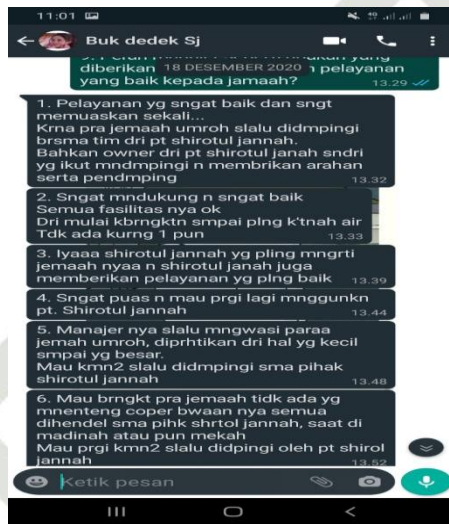 11:01
Buk dedek Sj
diberikan 18 DESEMBER 2020 pelayanan
yang baik kepada jamaah? 13.29
1. Pelayanan yg sngat baik dan sngt
memuaskan sekali...
Krna pra jemaah umroh slalu didmpingi
brsma tim dri pt shirotul jannah.
Bahkan owner dri pt shirotul janah sndri
yg ikut mndmpingi n membrikan arahan
serta pendmping 13.32
2. Sngat mndukung n sngat baik
Semua fasilitas nya ok
Dri mulai kbrngktn smpai plng k'tnah air
Tdk ada kurng 1 pun 13.33
3. Iyaaa shirotul jannah yg pling mngrti
jemaah nyaa n shirotul janah juga
memberikan pelayanan yg plng baik 13.39
4. Sngat puas n mau prgi lagi mnggunkn
pt. Shirotul jannah 13.44
5. Manajer nya slalu mngwasi paraa
jemah umroh, diprhtikan dri hal yg kecil
smpai yg besar.
Mau kmn2 slalu didmpingi sma pihak
shirotul jannah 13.48
6. Mau brngkt pra jemaah tidk ada yg
mnenteng coper bwaan nya semua
dihendel sma pihk shrtol jannah, saat di
madinah atau pun mekah
Mau prgi kmn2 slalu didpingi oleh pt shirol
jannah 13.52
Ketik pesan